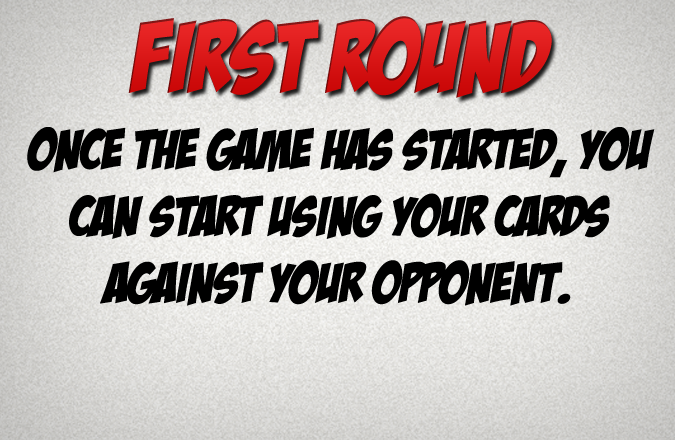 FIRST ROUND
ONCE THE GAME HAS STARTED, YOU
CAN START USING YOUR CARDS
AGAINST YOUR OPPONENT.